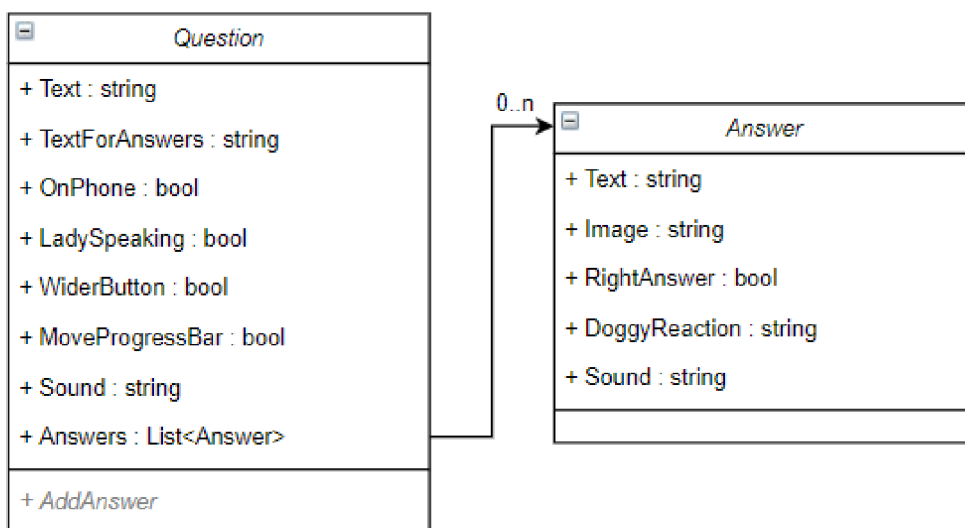 Question
+ Text : string
+ TextForAnswers : string
+ OnPhone : bool
+ LadySpeaking : bool
+ WiderButton : bool
+ MoveProgressBar : bool
+ Sound : string
+ Answers : List<Answer>
+ AddAnswer
0..n
Answer
+ Text : string
+ Image : string
+ RightAnswer : bool
+ DoggyReaction : string
+ Sound : string